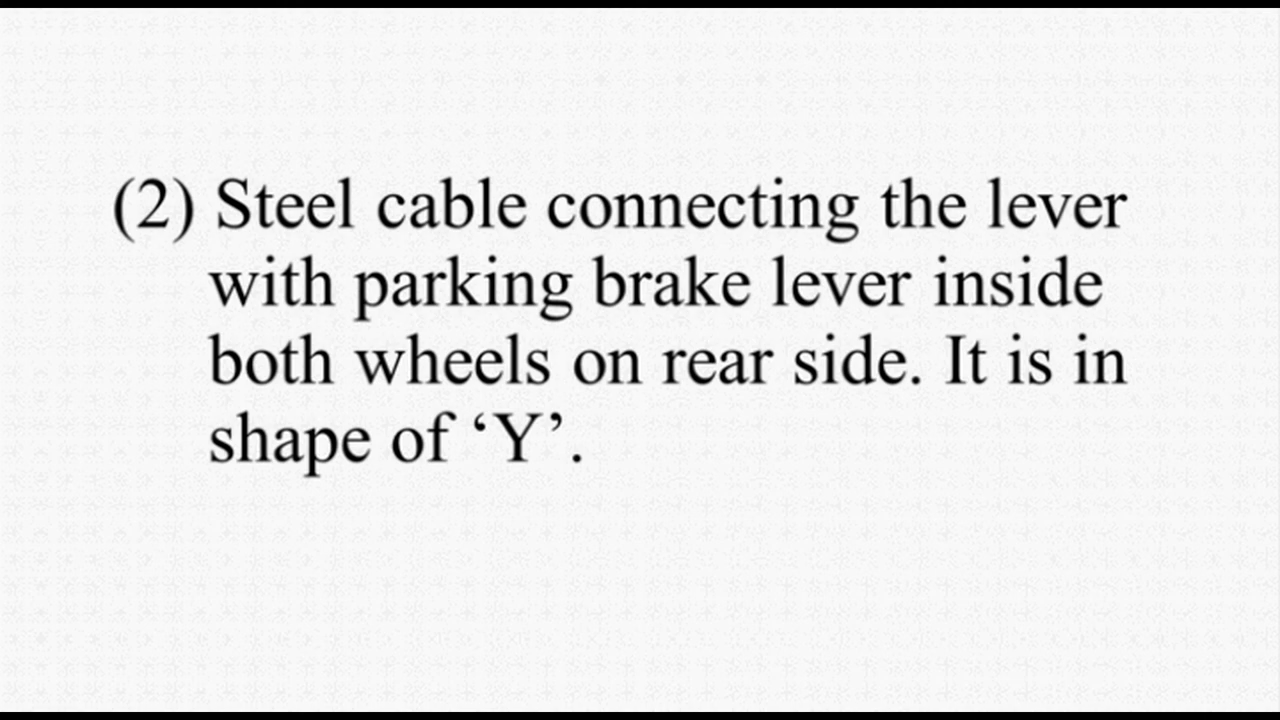 (2) Steel cable connecting the lever
with parking brake lever inside
both wheels on rear side. It is in
shape of ‘Y’.